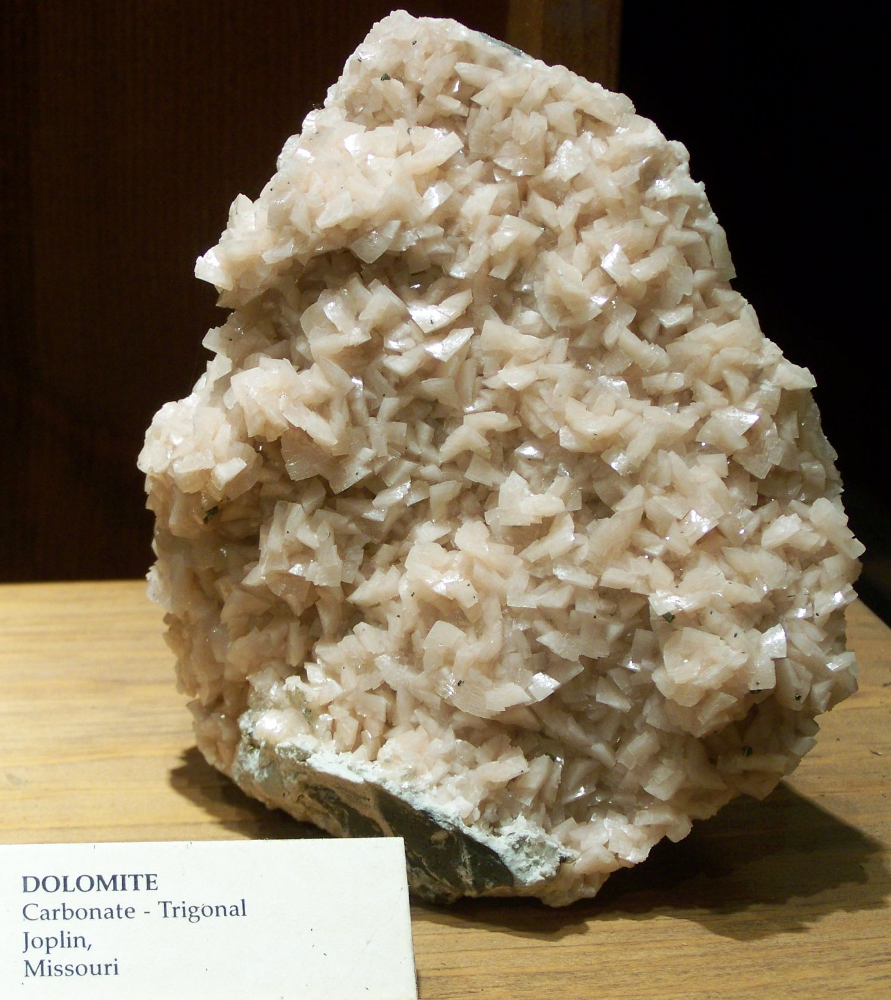 DOLOMITE
Carbonate - Trigonal
Joplin,
Missouri